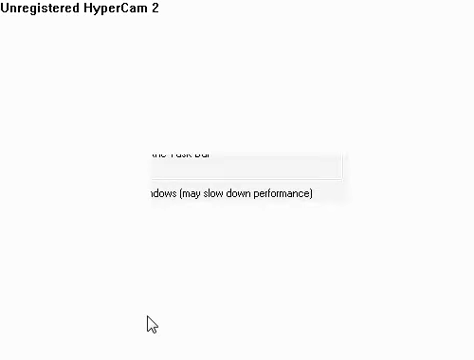 Unregistered HyperCam 2
the Task Bar
ndows (may slow down performance)